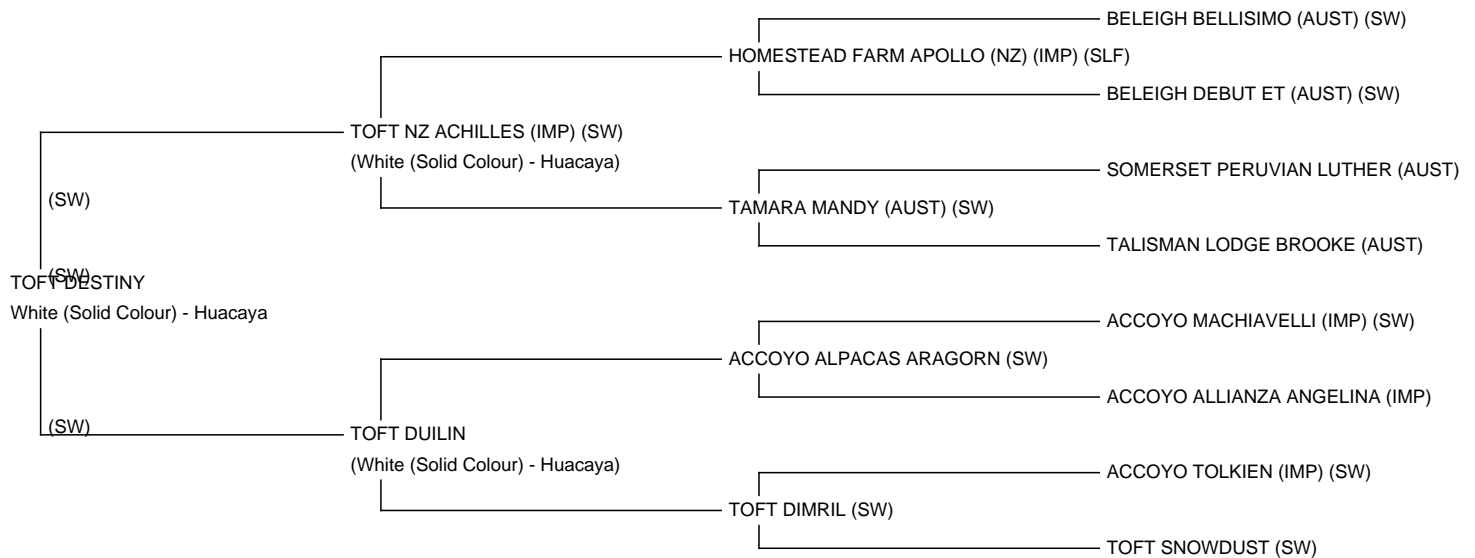 BELEIGH BELLISIMO (AUST) (SW)
HOMESTEAD FARM APOLLO (NZ) (IMP) (SLF)
BELEIGH DEBUT ET (AUST) (SW)
TOFT NZ ACHILLES (IMP) (SW)
(White (Solid Colour) - Huacaya)
SOMERSET PERUVIAN LUTHER (AUST)
(SW)
TAMARA MANDY (AUST) (SW)
TALISMAN LODGE BROOKE (AUST)
(SW)
TOFT DESTINY
White (Solid Colour) - Huacaya
ACCOYO MACHIAVELLI (IMP) (SW)
ACCOYO ALPACAS ARAGORN (SW)
ACCOYO ALLIANZA ANGELINA (IMP)
(SW)
TOFT DUILIN
(White (Solid Colour) - Huacaya)
ACCOYO TOLKIEN (IMP) (SW)
TOFT DIMRIL (SW)
TOFT SNOWDUST (SW)